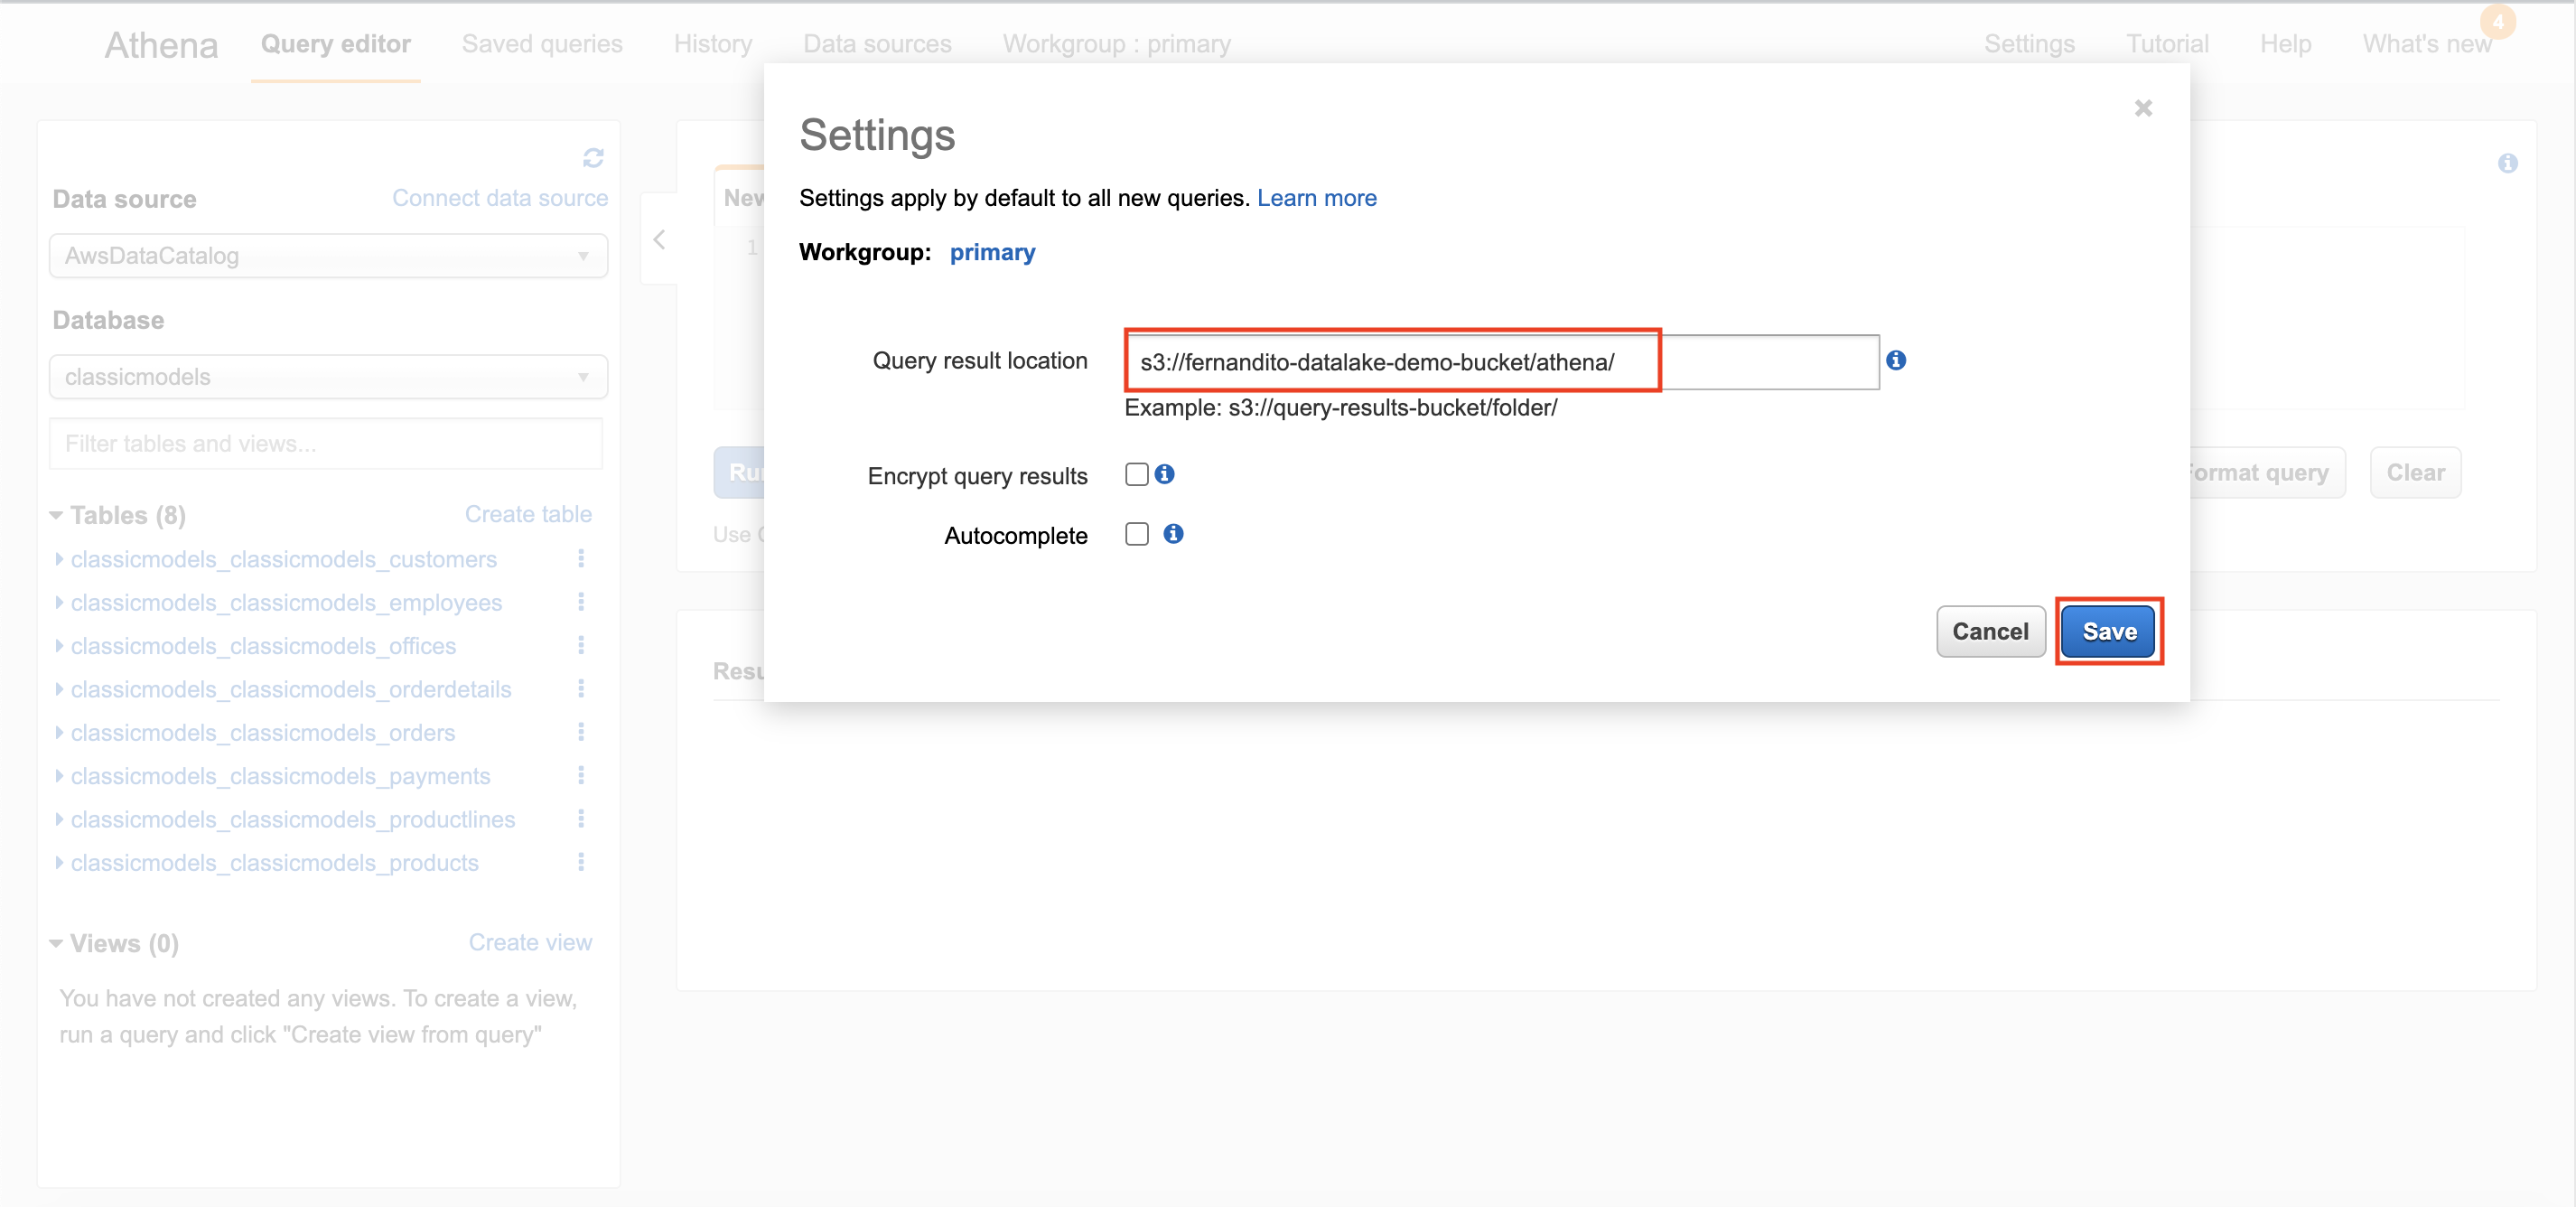 Athena Query editor Saved queries History Data sources Workgroup : primary Settings Tutorial Help What's new 4
Settings
Settings apply by default to all new queries. Learn more
Workgroup: primary
Query result location s3://fernandito-datalake-demo-bucket/athena/
Example: s3://query-results-bucket/folder/
Encrypt query results
Autocomplete
Cancel Save
Data source Connect data source
AwsDataCatalog
Database
classicmodels
Filter tables and views...
Tables (8) Create table
classicmodels_classicmodels_customers
classicmodels_classicmodels_employees
classicmodels_classicmodels_offices
classicmodels_classicmodels_orderdetails
classicmodels_classicmodels_orders
classicmodels_classicmodels_payments
classicmodels_classicmodels_productlines
classicmodels_classicmodels_products
Views (0) Create view
You have not created any views. To create a view,
run a query and click "Create view from query"
New
1
Format query Clear
Use